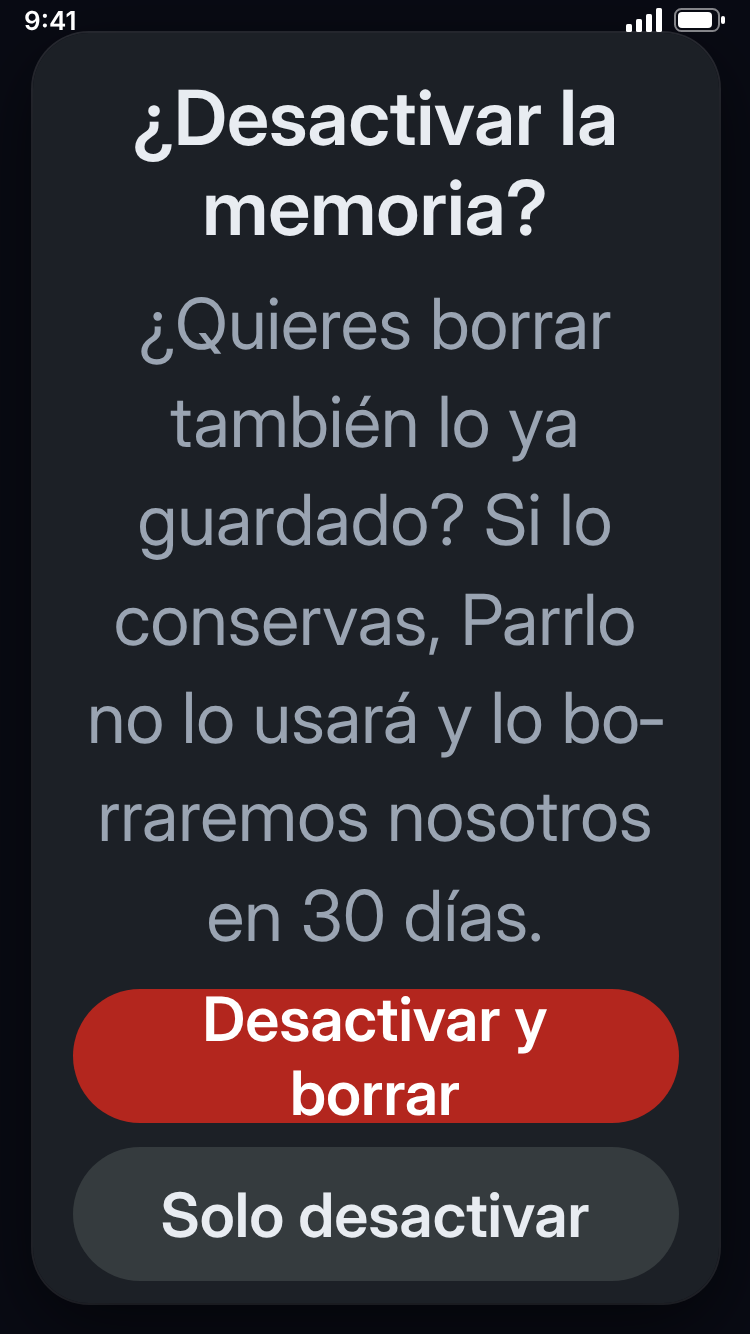 9:41
¿Desactivar la
memoria?
¿Quieres borrar
también lo ya
guardado? Si lo
conservas, Parrlo
no lo usará y lo bo-
rraremos nosotros
en 30 días.
Desactivar y
borrar
Solo desactivar